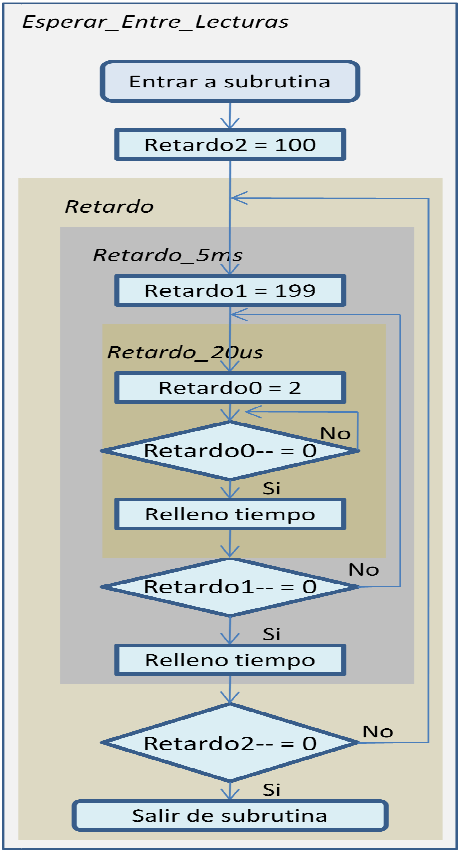 Esperar_Entre_Lecturas
Entrar a subrutina
Retardo2 = 100
Retardo
Retardo_5ms
Retardo1 = 199
Retardo_20us
Retardo0 = 2
No
Retardo0-- = 0
Si
Relleno tiempo
No
Retardo1-- = 0
Si
Relleno tiempo
No
Retardo2-- = 0
Si
Salir de subrutina